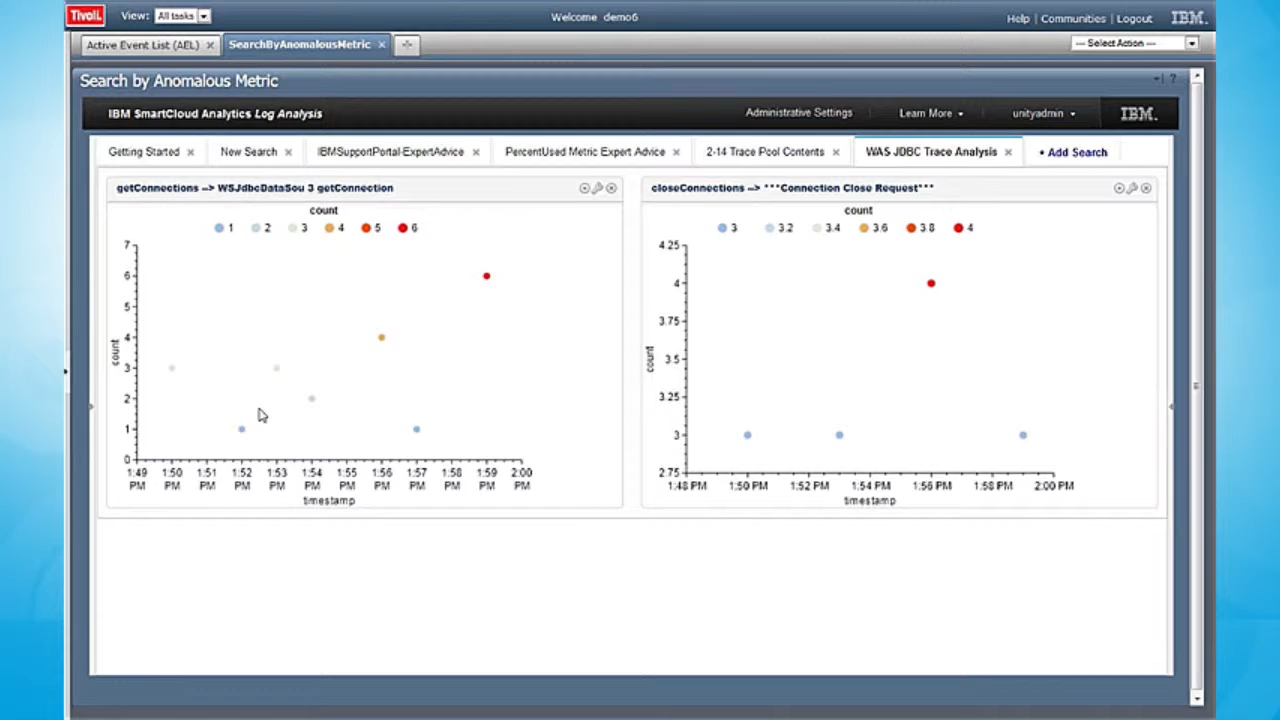 Tivoli. View: All tasks Welcome demo6 Help | Communities | Logout IBM.
Active Event List (AEL) SearchByAnomalousMetric --- Select Action ---
Search by Anomalous Metric ?
IBM SmartCloud Analytics Log Analysis Administrative Settings Learn More unityadmin IBM.
Getting Started New Search IBMSupportPortal-ExpertAdvice PercentUsed Metric Expert Advice 2-14 Trace Pool Contents WAS JDBC Trace Analysis + Add Search
getConnections --> WSJdbcDataSou 3 getConnection
count
1 2 3 4 5 6
7
6
5
4
3
2
1
0
count
1:49 PM 1:50 PM 1:51 PM 1:52 PM 1:53 PM 1:54 PM 1:55 PM 1:56 PM 1:57 PM 1:58 PM 1:59 PM 2:00 PM
timestamp
closeConnections --> ***Connection Close Request***
count
3 3.2 3.4 3.6 3.8 4
4.25
4
3.75
3.5
3.25
3
2.75
count
1:48 PM 1:50 PM 1:52 PM 1:54 PM 1:56 PM 1:58 PM 2:00 PM
timestamp